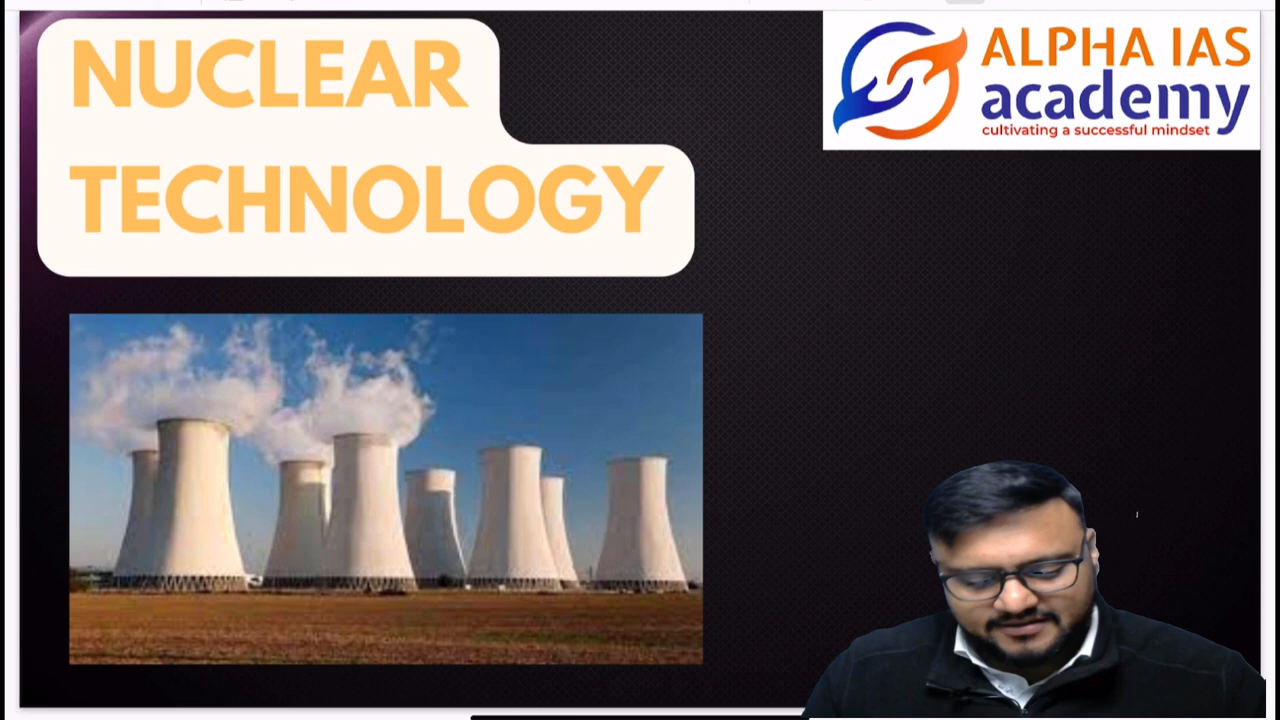 NUCLEAR
TECHNOLOGY
ALPHA IAS
academy
cultivating a successful mindset